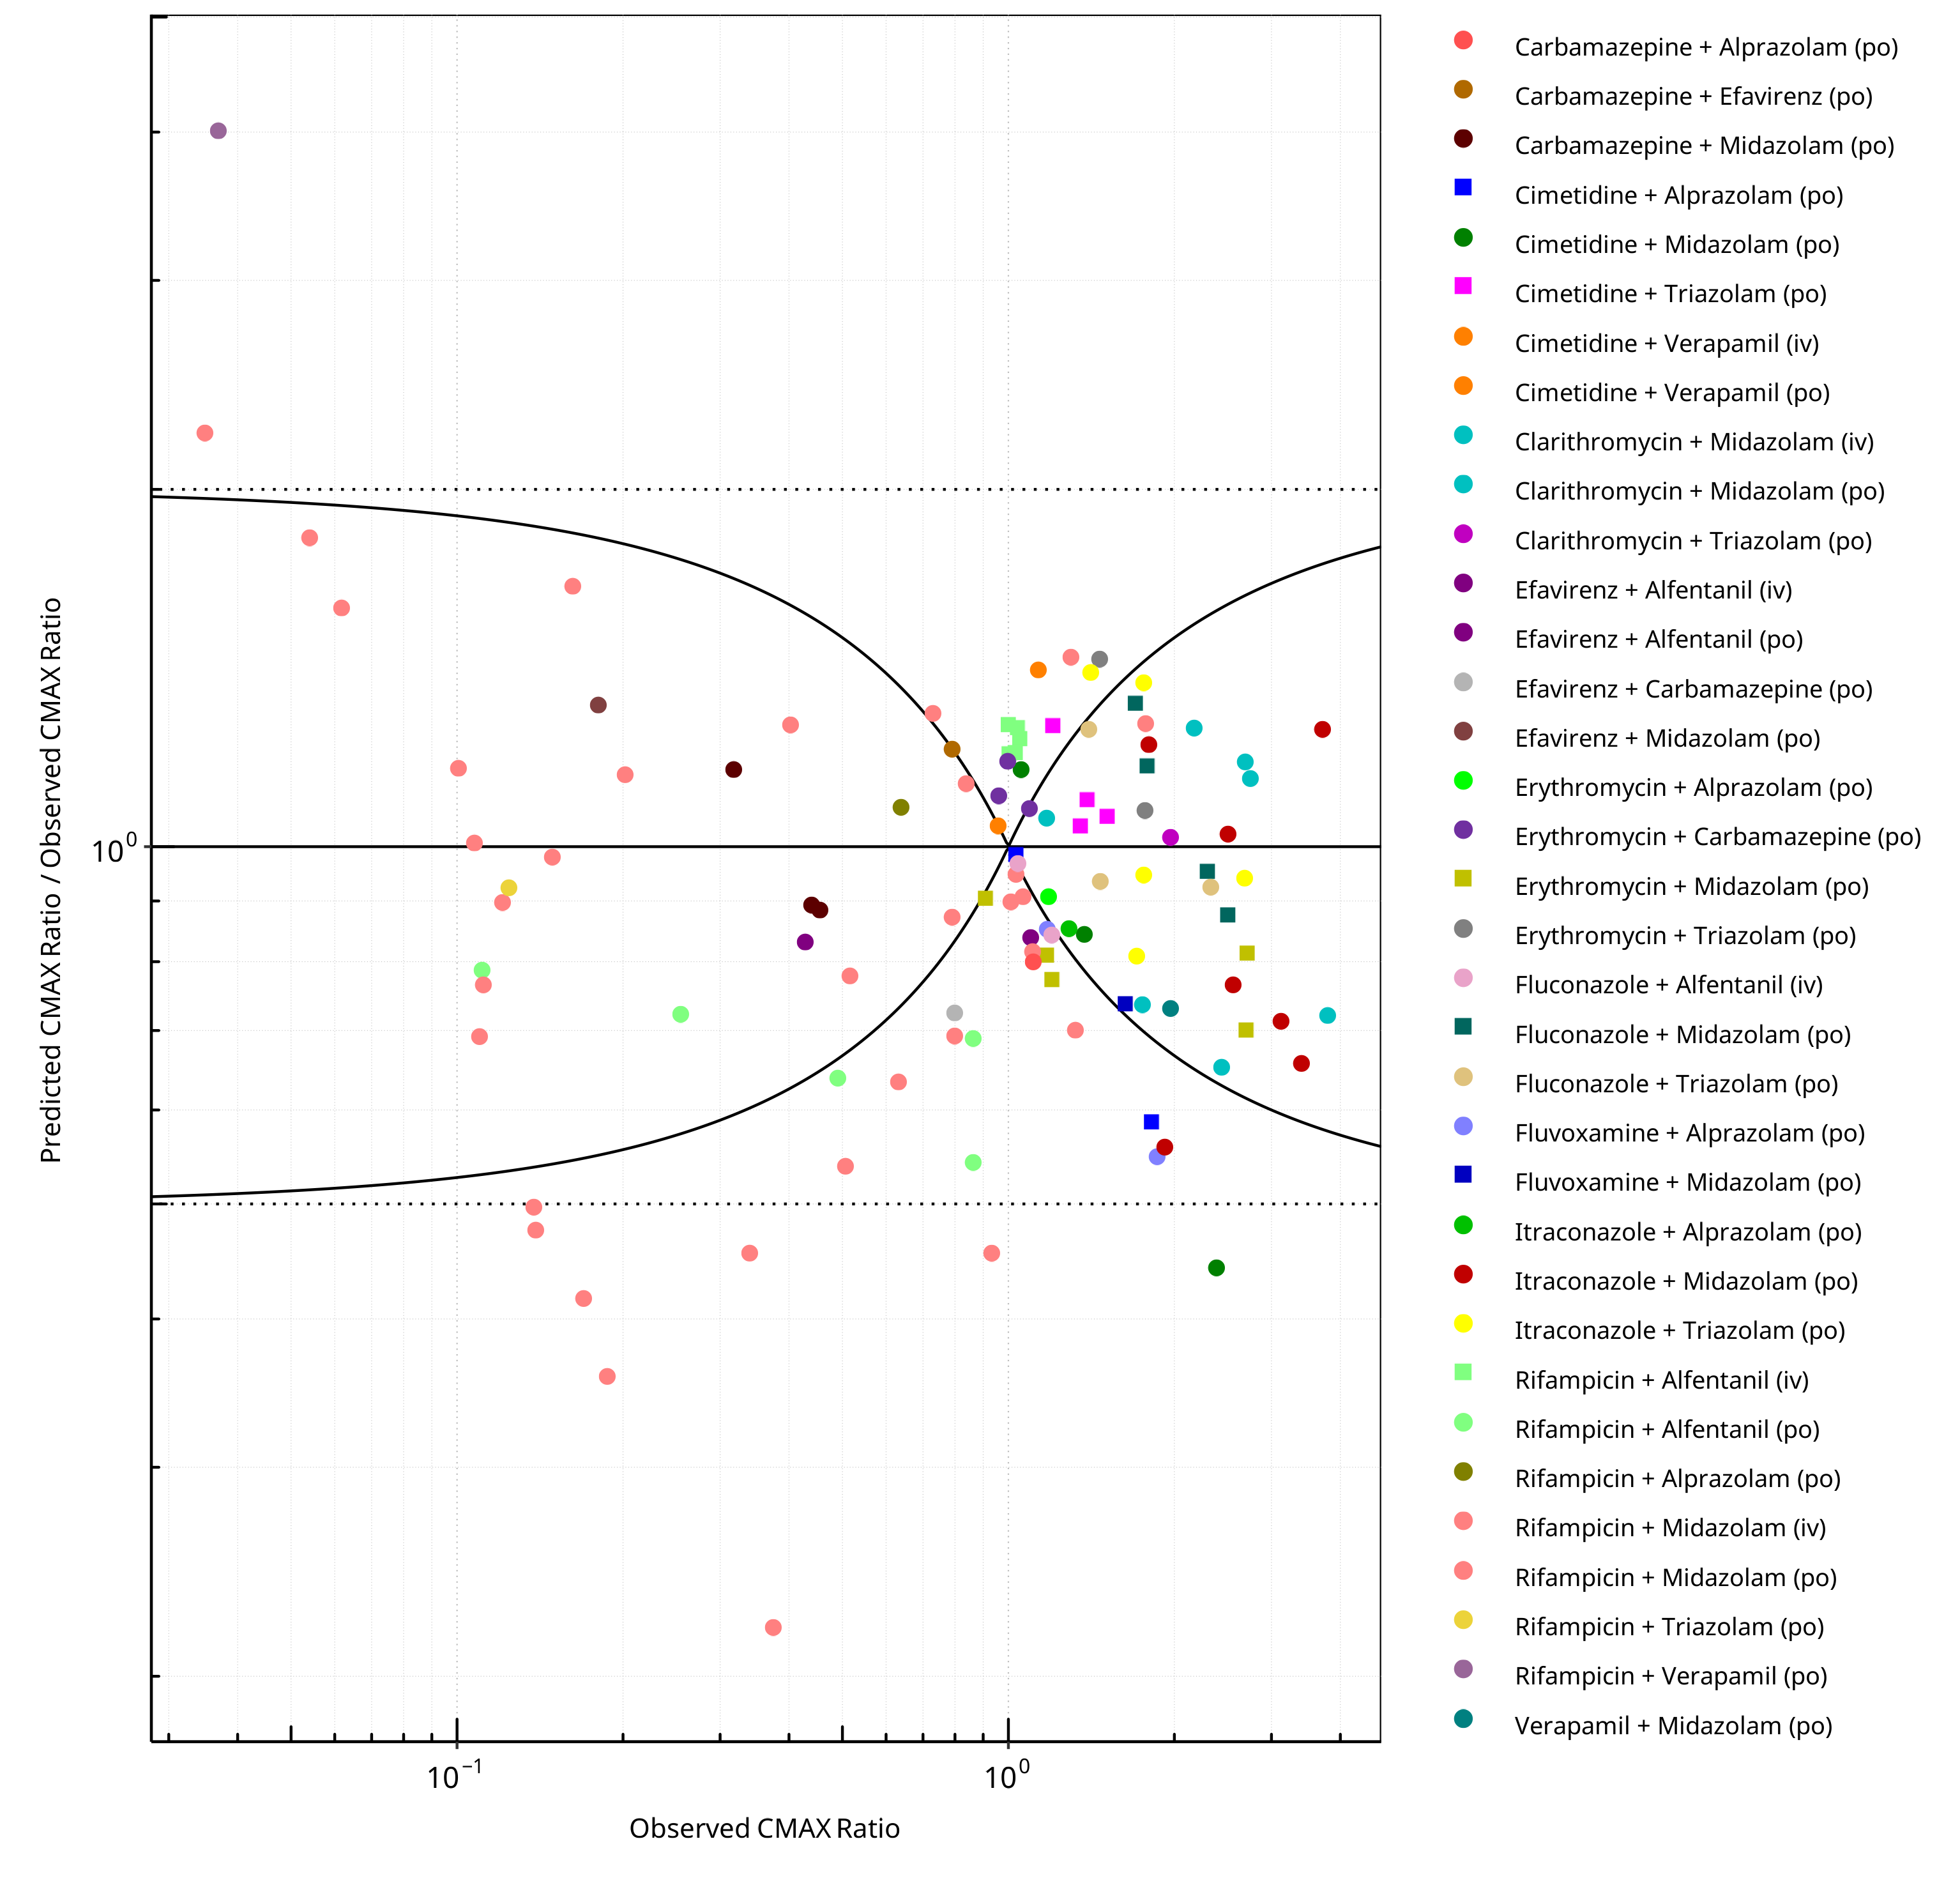 Carbamazepine + Alprazolam (po)
Carbamazepine + Efavirenz (po)
Carbamazepine + Midazolam (po)
Cimetidine + Alprazolam (po)
Cimetidine + Midazolam (po)
Cimetidine + Triazolam (po)
Cimetidine + Verapamil (iv)
Cimetidine + Verapamil (po)
Clarithromycin + Midazolam (iv)
Clarithromycin + Midazolam (po)
Clarithromycin + Triazolam (po)
Efavirenz + Alfentanil (iv)
Efavirenz + Alfentanil (po)
Efavirenz + Carbamazepine (po)
Efavirenz + Midazolam (po)
Erythromycin + Alprazolam (po)
Erythromycin + Carbamazepine (po)
Erythromycin + Midazolam (po)
Erythromycin + Triazolam (po)
Fluconazole + Alfentanil (iv)
Fluconazole + Midazolam (po)
Fluconazole + Triazolam (po)
Fluvoxamine + Alprazolam (po)
Fluvoxamine + Midazolam (po)
Itraconazole + Alprazolam (po)
Itraconazole + Midazolam (po)
Itraconazole + Triazolam (po)
Rifampicin + Alfentanil (iv)
Rifampicin + Alfentanil (po)
Rifampicin + Alprazolam (po)
Rifampicin + Midazolam (iv)
Rifampicin + Midazolam (po)
Rifampicin + Triazolam (po)
Rifampicin + Verapamil (po)
Verapamil + Midazolam (po)
Predicted CMAX Ratio / Observed CMAX Ratio
10⁰
10⁻¹ 10⁰
Observed CMAX Ratio